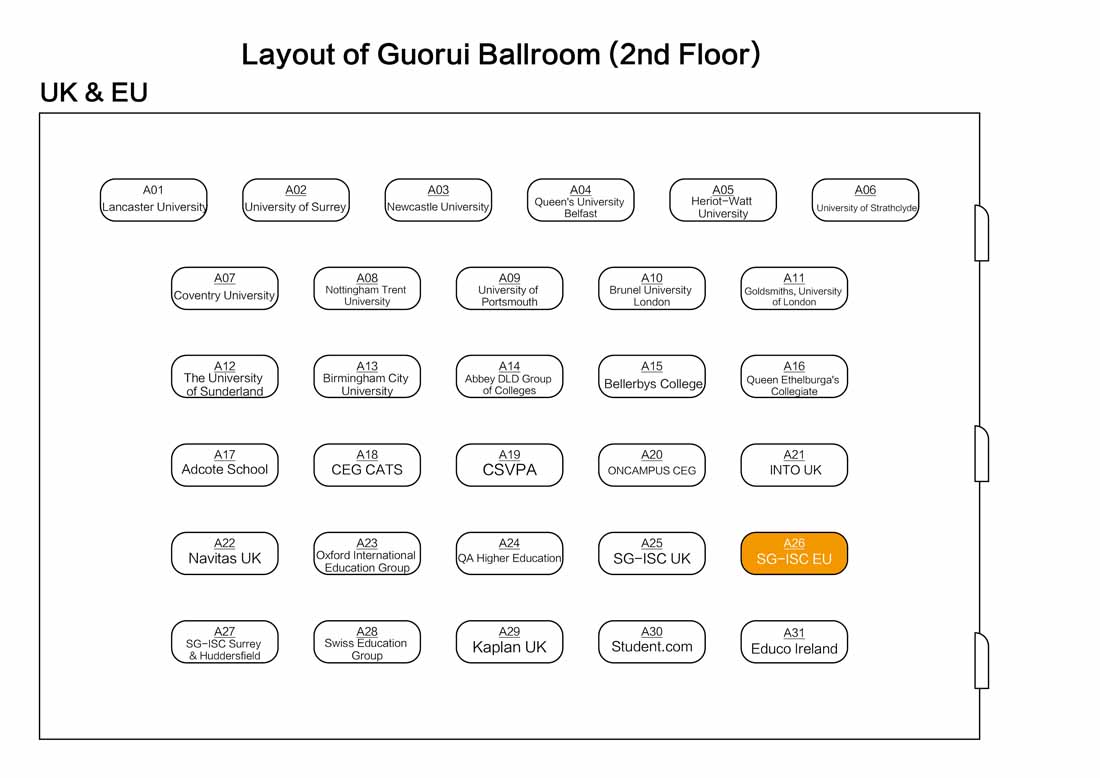 Layout of Guorui Ballroom (2nd Floor)
UK & EU
A01
Lancaster University
A02
University of Surrey
A03
Newcastle University
A04
Queen's University
Belfast
A05
Heriot-Watt
University
A06
University of Strathclyde
A07
Coventry University
A08
Nottingham Trent
University
A09
University of
Portsmouth
A10
Brunel University
London
A11
Goldsmiths, University
of London
A12
The University
of Sunderland
A13
Birmingham City
University
A14
Abbey DLD Group
of Colleges
A15
Bellerbys College
A16
Queen Ethelburga's
Collegiate
A17
Adcote School
A18
CEG CATS
A19
CSVPA
A20
ONCAMPUS CEG
A21
INTO UK
A22
Navitas UK
A23
Oxford International
Education Group
A24
QA Higher Education
A25
SG-ISC UK
A26
SG-ISC EU
A27
SG-ISC Surrey
& Huddersfield
A28
Swiss Education
Group
A29
Kaplan UK
A30
Student.com
A31
Educo Ireland